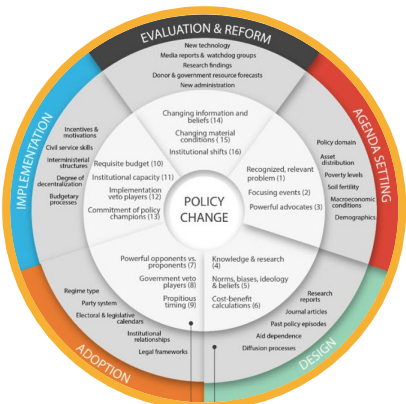 EVALUATION & REFORM
New technology
Media reports & watchdog groups
Research findings
Donor & government resource forecasts
New administration
Changing information and
beliefs (14)
Changing material
conditions ( 15)
Institutional shifts (16)
AGENDA SETTING
Policy domain
Asset
distribution
Poverty levels
Soil fertility
Macroeconomic
conditions
Demographics
Recognized, relevant
problem (1)
Focusing events (2)
Powerful advocates (3)
DESIGN
Research
reports
Journal articles
Past policy episodes
Aid dependence
Diffusion processes
Knowledge & research
(4)
Norms, biases, ideology
& beliefs (5)
Cost-benefit
calculations (6)
ADOPTION
Regime type
Party system
Electoral & legislative
calendars
Institutional
relationships
Legal frameworks
Powerful opponents vs.
proponents (7)
Government veto
players (8)
Propitious
timing (9)
IMPLEMENTATION
Incentives &
motivations
Civil service skills
Interministerial
structures
Degree of
decentralization
Budgetary
processes
Requisite budget (10)
Institutional capacity (11)
Implementation
veto players (12)
Commitment of policy
champions (13)
POLICY
CHANGE